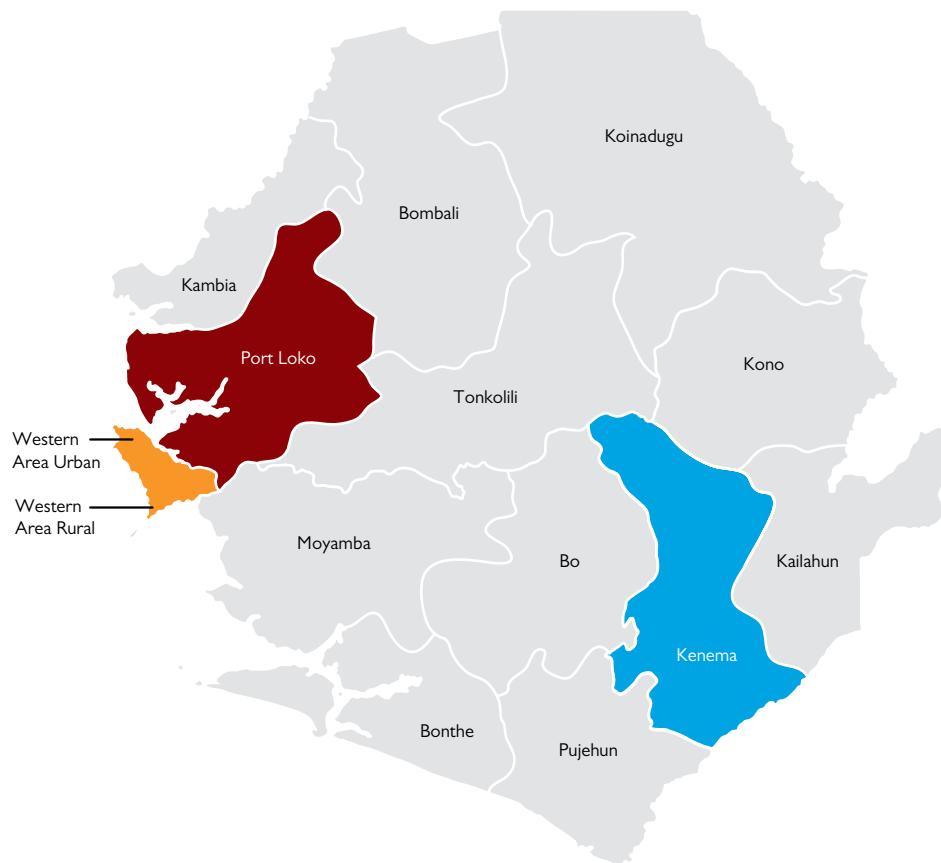 Koinadugu
Bombali
Kambia
Port Loko
Kono
Tonkolili
Western
Area Urban
Western
Area Rural
Moyamba
Bo
Kailahun
Kenema
Bonthe
Pujehun